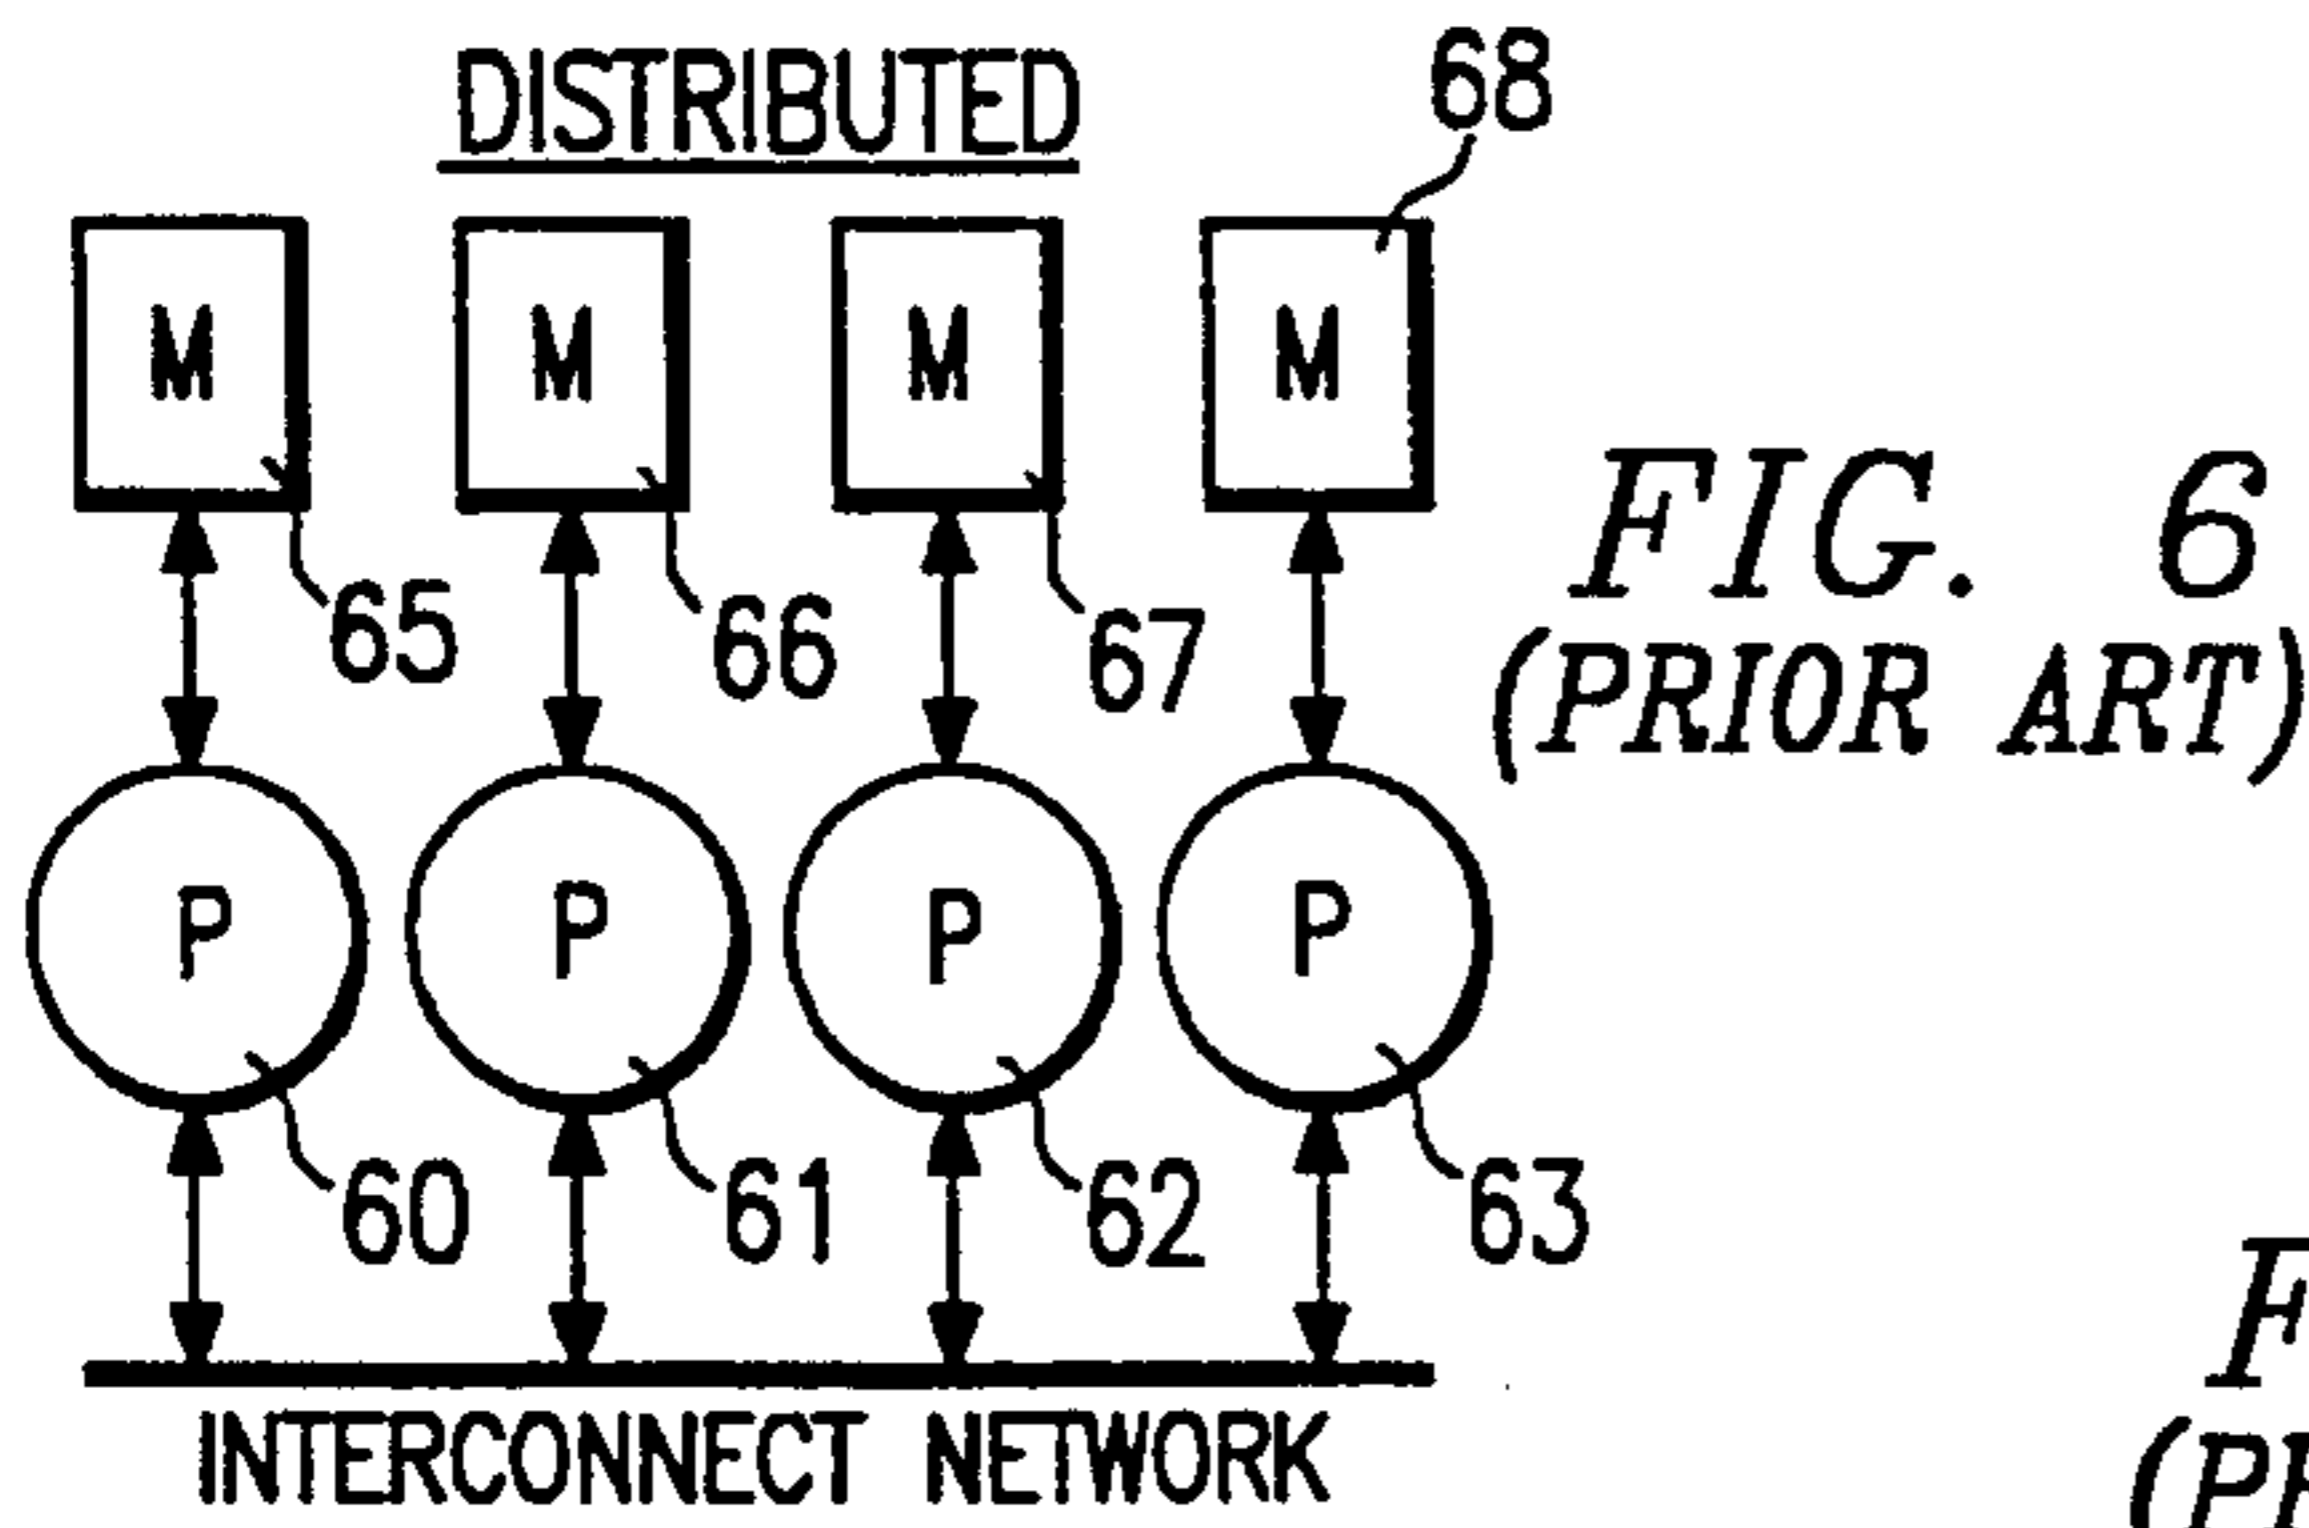 DISTRIBUTED
68
M M M M
FIG. 6
(PRIOR ART)
65 66 67
P P P P
60 61 62 63
INTERCONNECT NETWORK